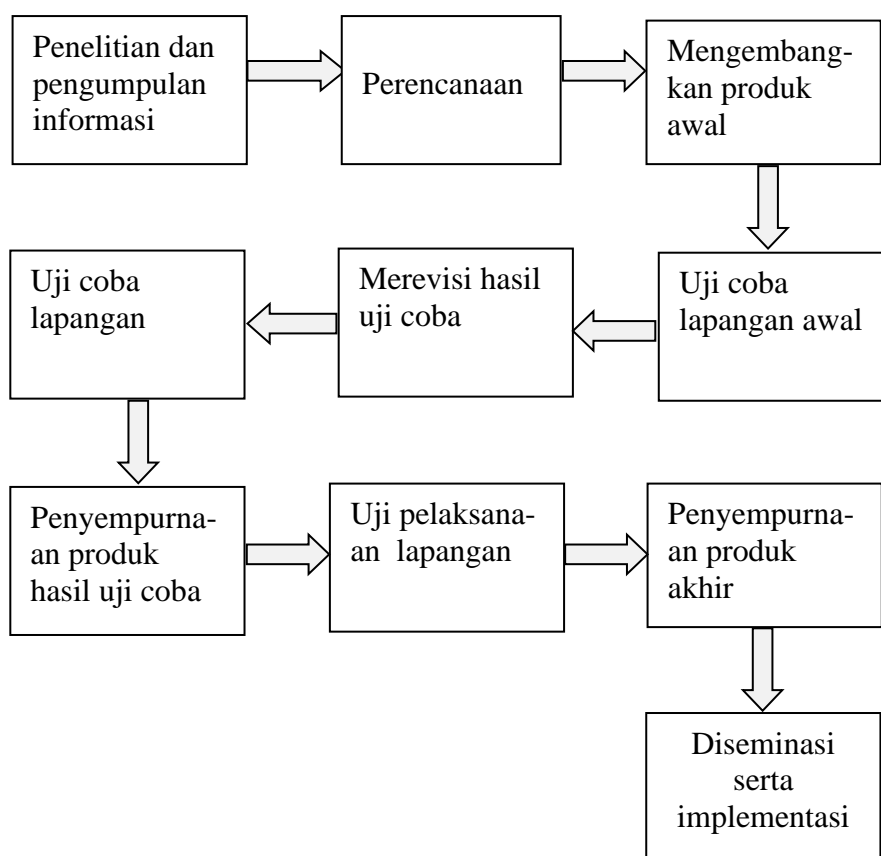 Penelitian dan
pengumpulan
informasi
Perencanaan
Mengembang-
kan produk
awal
Uji coba
lapangan awal
Merevisi hasil
uji coba
Uji coba
lapangan
Penyempurna-
an produk
hasil uji coba
Uji pelaksana-
an lapangan
Penyempurna-
an produk
akhir
Diseminasi
serta
implementasi